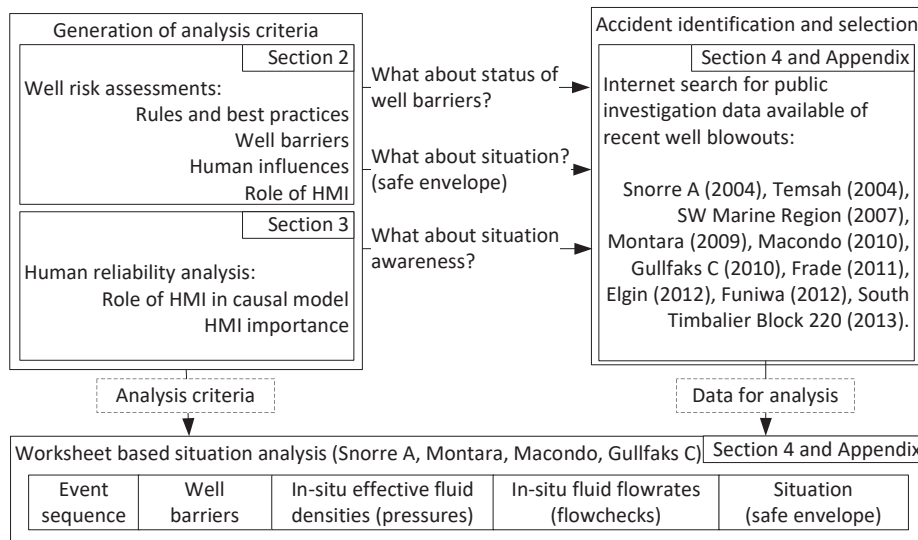 Generation of analysis criteria
Section 2
Well risk assessments:
Rules and best practices
Well barriers
Human influences
Role of HMI
Section 3
Human reliability analysis:
Role of HMI in causal model
HMI importance
What about status of
well barriers?
What about situation?
(safe envelope)
What about situation
awareness?
Accident identification and selection
Section 4 and Appendix
Internet search for public
investigation data available of
recent well blowouts:
Snorre A (2004), Temsah (2004),
SW Marine Region (2007),
Montara (2009), Macondo (2010),
Gullfaks C (2010), Frade (2011),
Elgin (2012), Funiwa (2012), South
Timbalier Block 220 (2013).
Analysis criteria
Data for analysis
Worksheet based situation analysis (Snorre A, Montara, Macondo, Gullfaks C)
Section 4 and Appendix
Event
sequence
Well
barriers
In-situ effective fluid
densities (pressures)
In-situ fluid flowrates
(flowchecks)
Situation
(safe envelope)